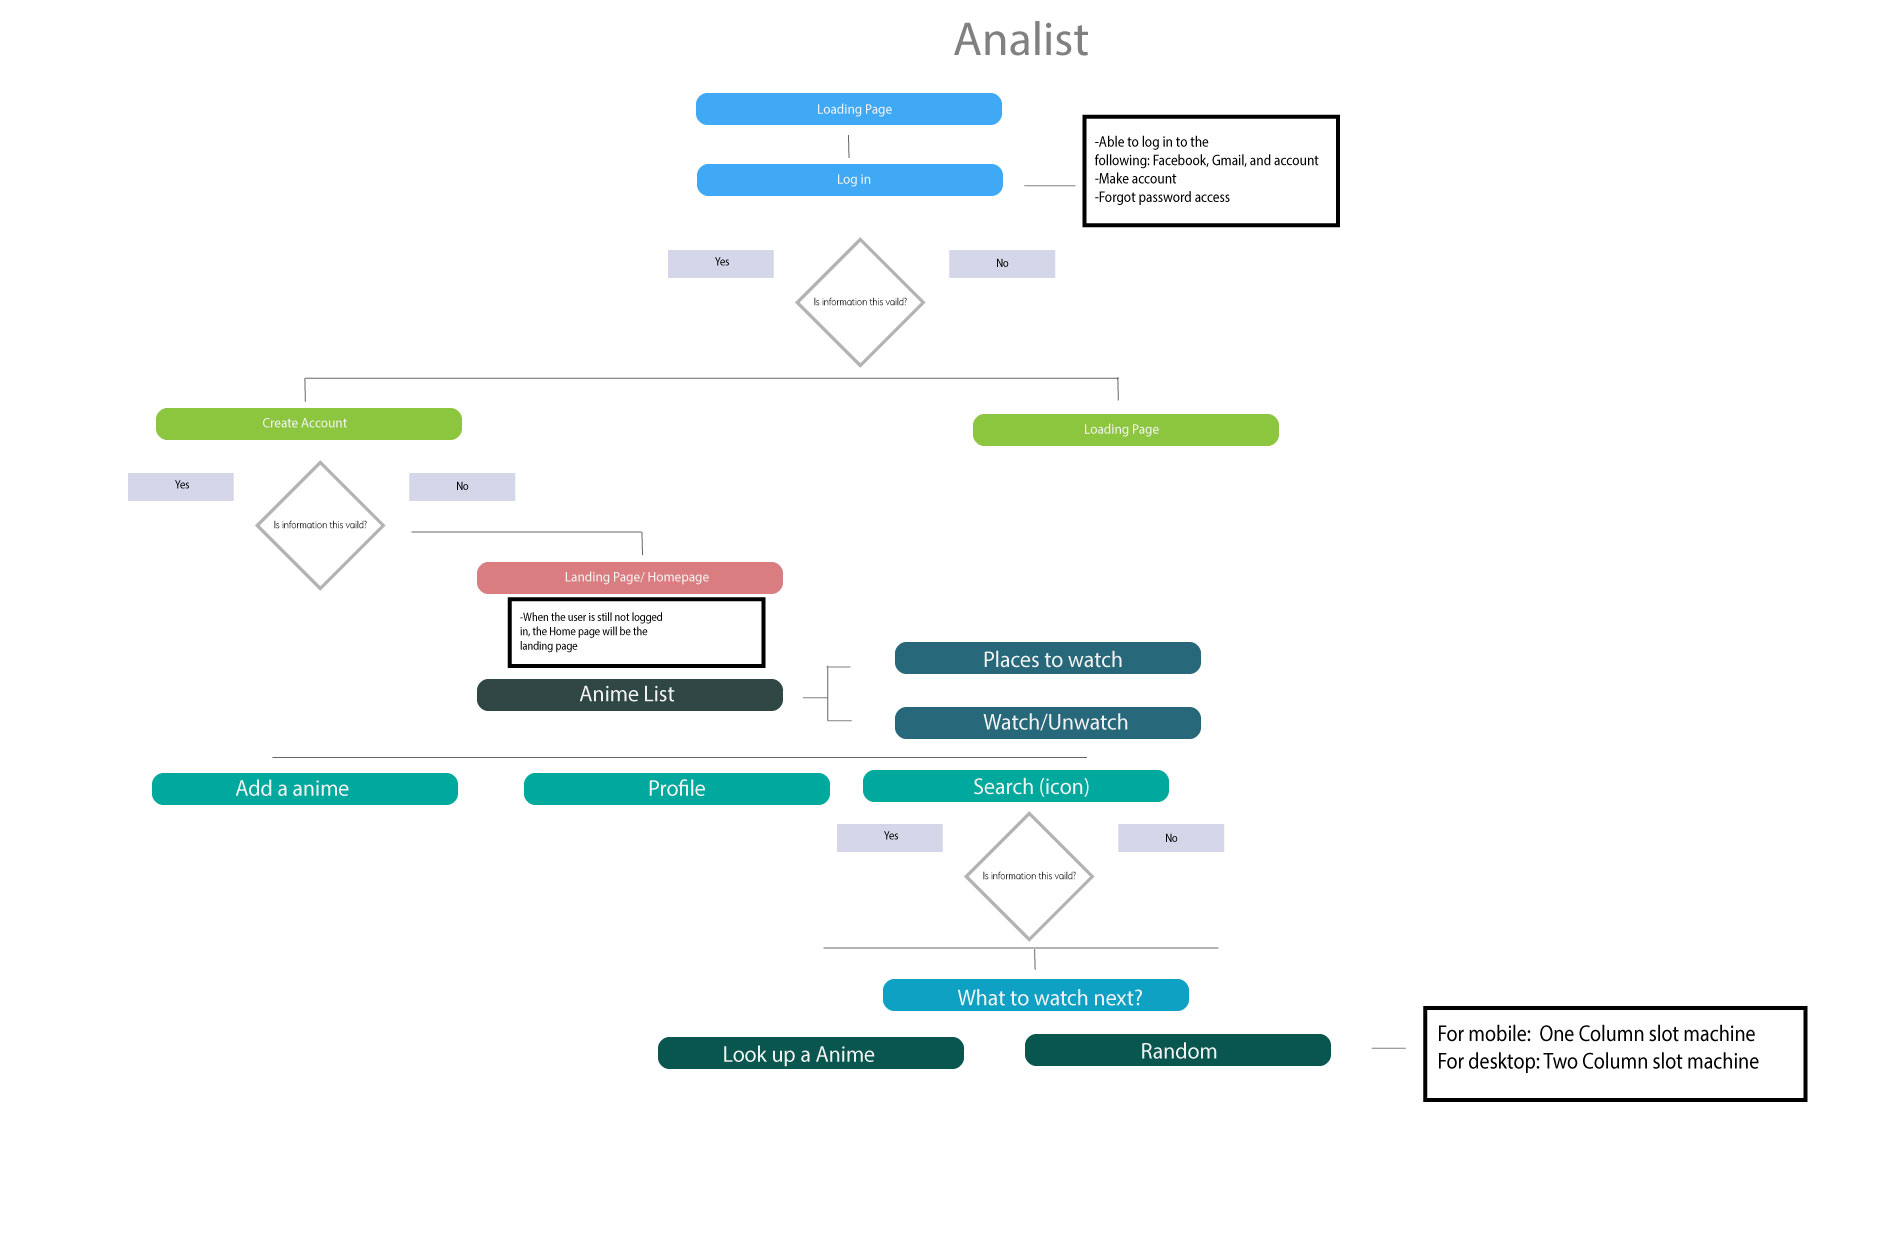 Analist
Loading Page
Log in
-Able to log in to the
following: Facebook, Gmail, and account
-Make account
-Forgot password access
Yes
No
Is information this vaild?
Create Account
Loading Page
Yes
No
Is information this vaild?
Landing Page/ Homepage
-When the user is still not logged
in, the Home page will be the
landing page
Anime List
Places to watch
Watch/Unwatch
Add a anime
Profile
Search (icon)
Yes
No
Is information this vaild?
What to watch next?
Look up a Anime
Random
For mobile: One Column slot machine
For desktop: Two Column slot machine